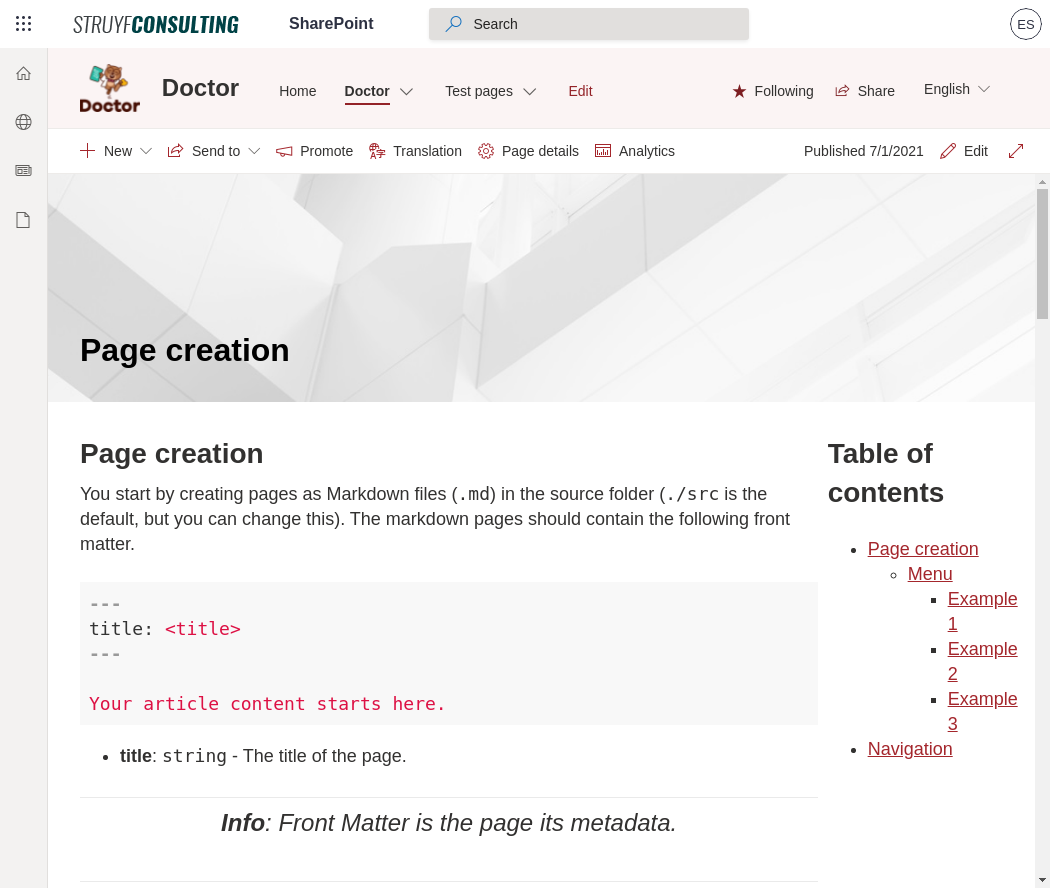 STRUYFCONSULTING SharePoint Search ES
Doctor Doctor Home Doctor Test pages Edit Following Share English
New Send to Promote Translation Page details Analytics Published 7/1/2021 Edit
Page creation
Page creation
You start by creating pages as Markdown files (.md) in the source folder (./src is the
default, but you can change this). The markdown pages should contain the following front
matter.
---
title: <title>
---
Your article content starts here.
• title: string - The title of the page.
Info: Front Matter is the page its metadata.
Table of
contents
• Page creation
◦ Menu
▪ Example
1
▪ Example
2
▪ Example
3
• Navigation